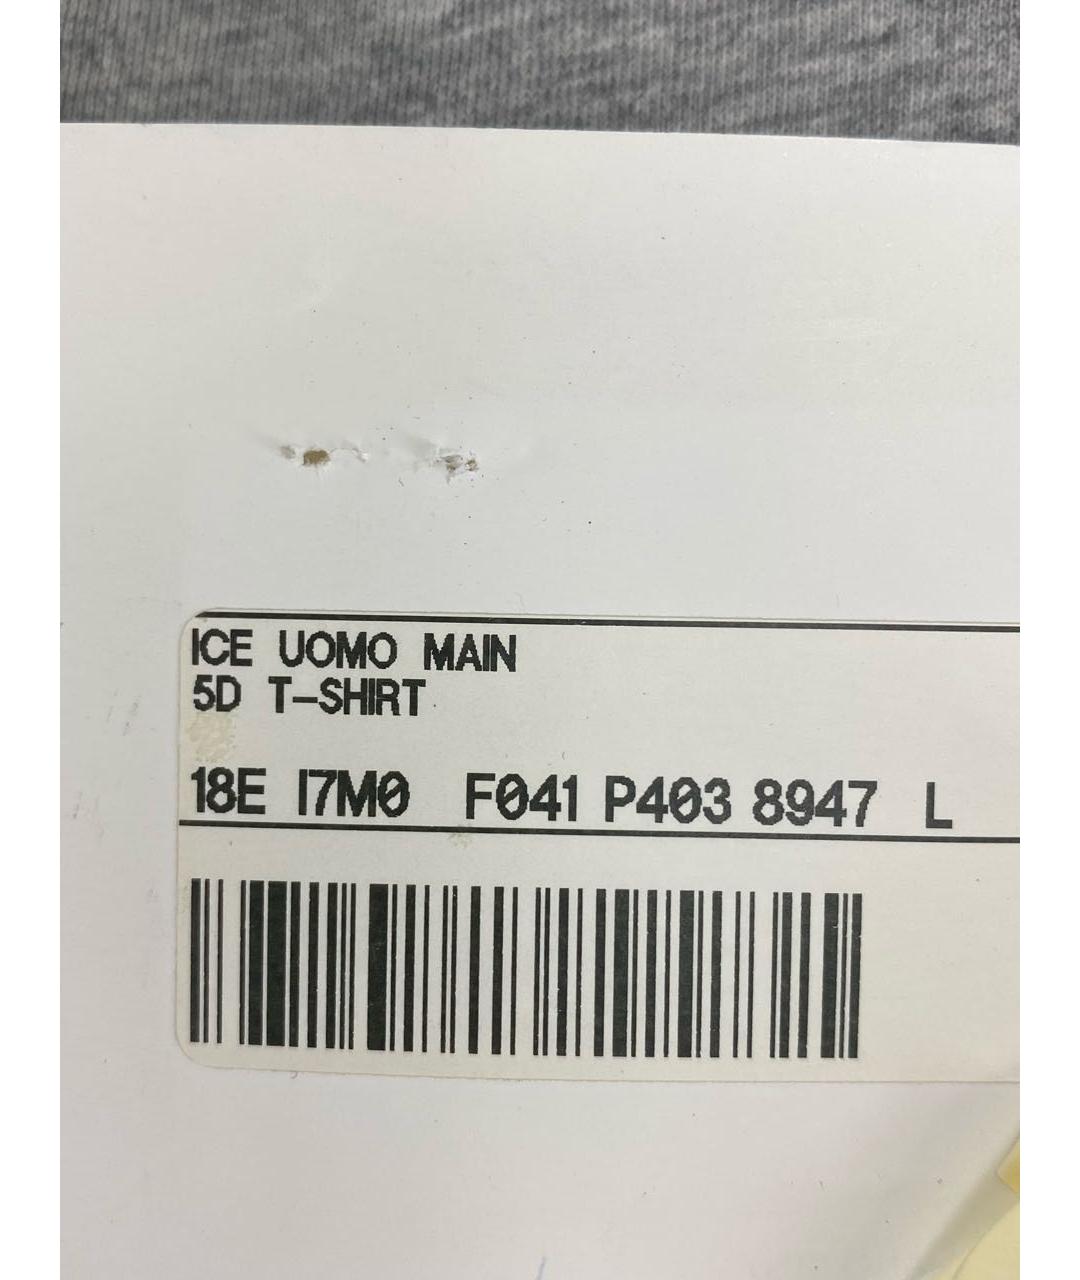 ICE UOMO MAIN
5D T-SHIRT
18E I7M0 F041 P403 8947 L